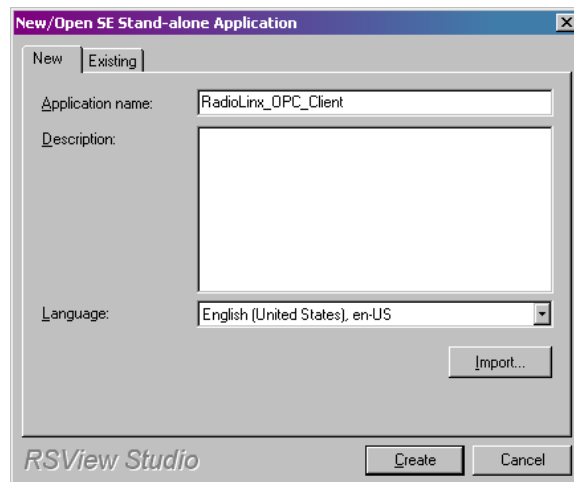 New/Open SE Stand-alone Application
New Existing
Application name: RadioLinx_OPC_Client
Description:
Language: English (United States), en-US
Import...
RSView Studio Create Cancel